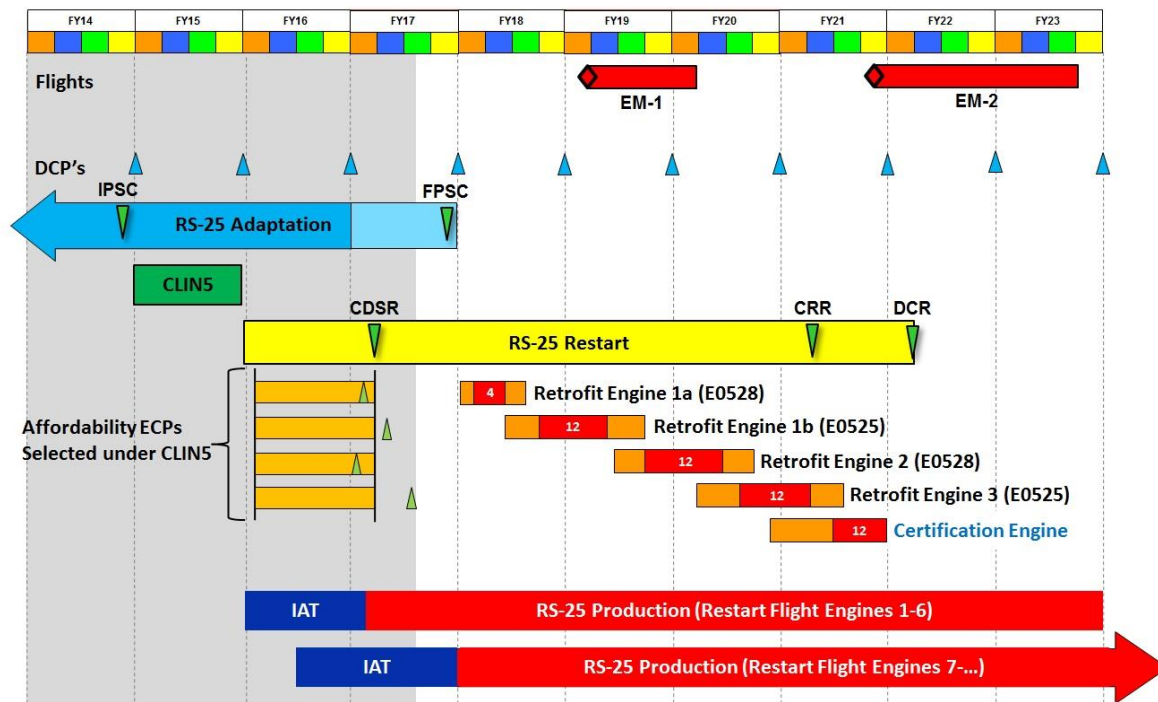 FY14 FY15 FY16 FY17 FY18 FY19 FY20 FY21 FY22 FY23
Flights
EM-1
EM-2
DCP's
IPSC
FPSC
RS-25 Adaptation
CLIN5
CDSR
CRR
DCR
RS-25 Restart
Affordability ECPs
Selected under CLIN5
4
Retrofit Engine 1a (E0528)
12
Retrofit Engine 1b (E0525)
12
Retrofit Engine 2 (E0528)
12
Retrofit Engine 3 (E0525)
12
Certification Engine
IAT
RS-25 Production (Restart Flight Engines 1-6)
IAT
RS-25 Production (Restart Flight Engines 7-...)